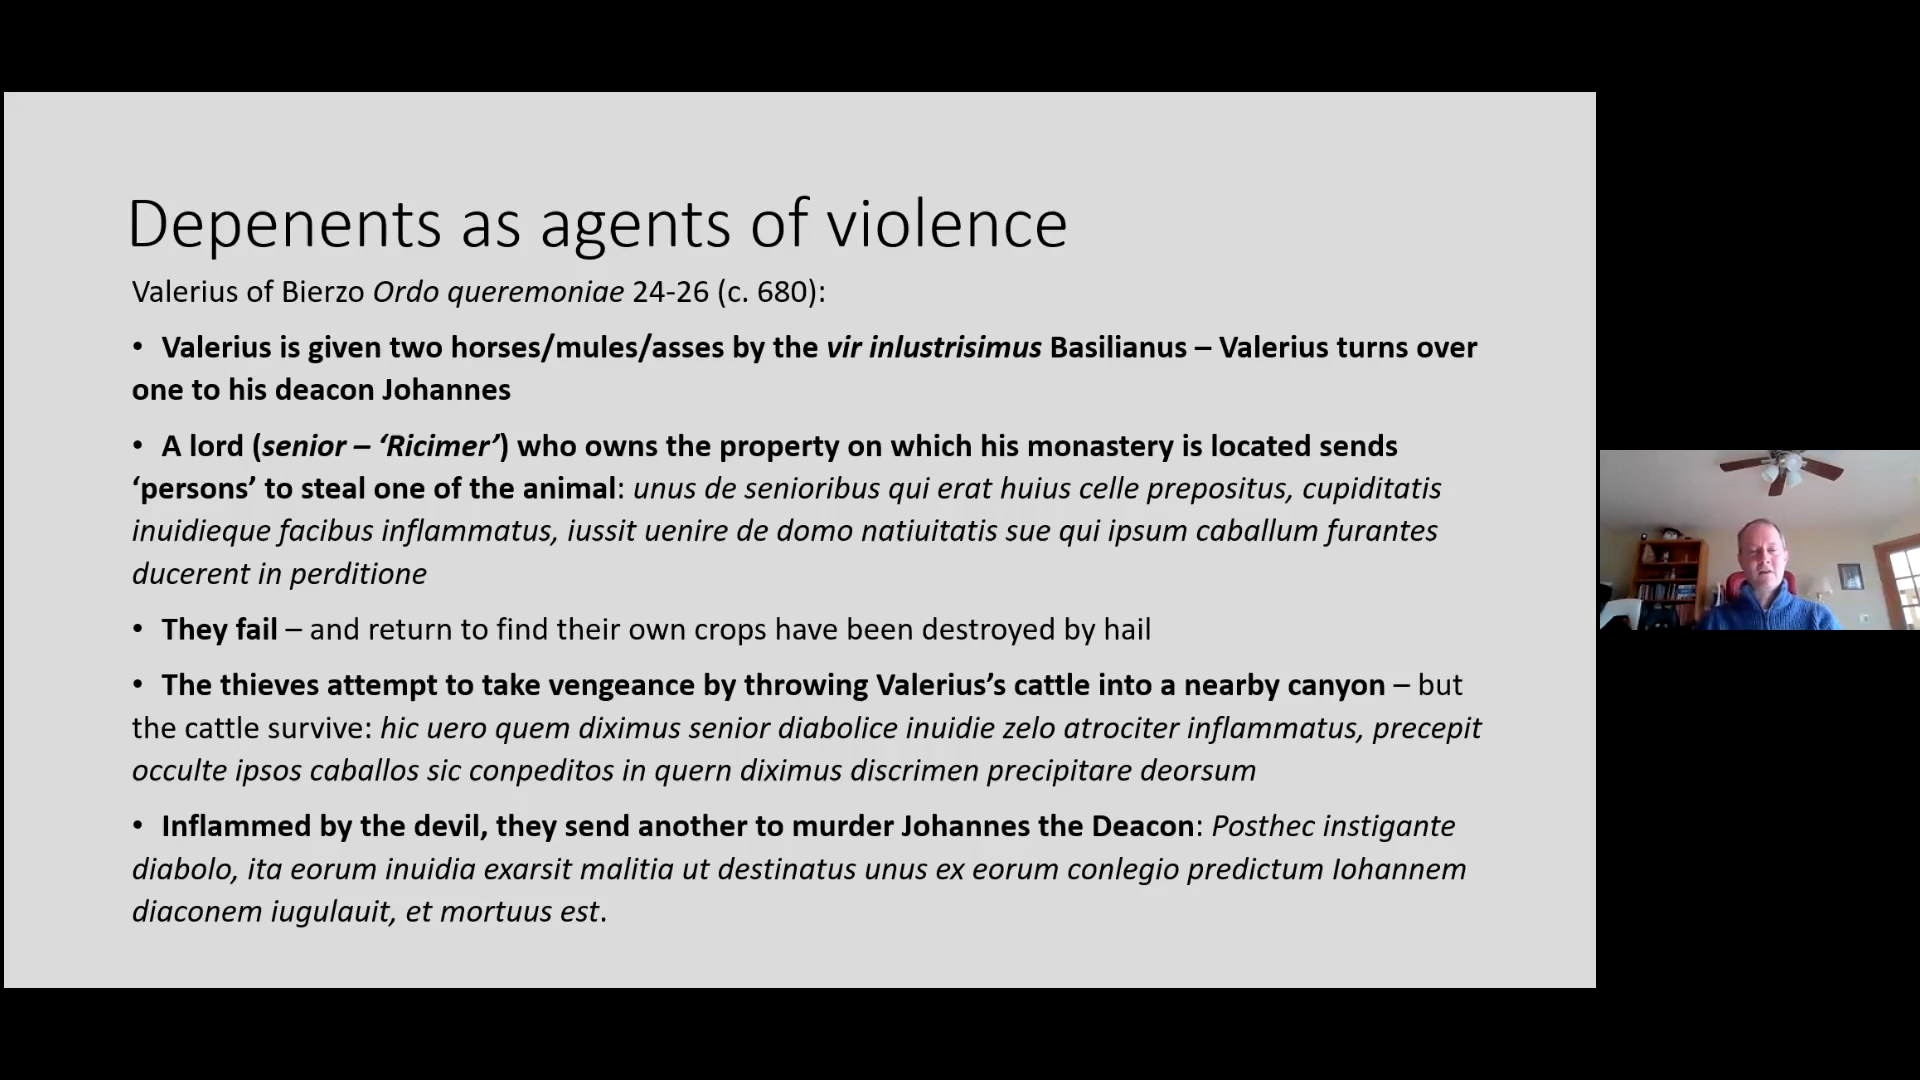 Depenents as agents of violence
Valerius of Bierzo Ordo queremoniae 24-26 (c. 680):
• Valerius is given two horses/mules/asses by the vir inlustrisimus Basilianus – Valerius turns over
one to his deacon Johannes
• A lord (senior – ‘Ricimer’) who owns the property on which his monastery is located sends
‘persons’ to steal one of the animal: unus de senioribus qui erat huius celle prepositus, cupiditatis
inuidieque facibus inflammatus, iussit uenire de domo natiuitatis sue qui ipsum caballum furantes
ducerent in perditione
• They fail – and return to find their own crops have been destroyed by hail
• The thieves attempt to take vengeance by throwing Valerius’s cattle into a nearby canyon – but
the cattle survive: hic uero quem diximus senior diabolice inuidie zelo atrociter inflammatus, precepit
occulte ipsos caballos sic conpeditos in quern diximus discrimen precipitare deorsum
• Inflammed by the devil, they send another to murder Johannes the Deacon: Posthec instigante
diabolo, ita eorum inuidia exarsit malitia ut destinatus unus ex eorum conlegio predictum Iohannem
diaconem iugulauit, et mortuus est.